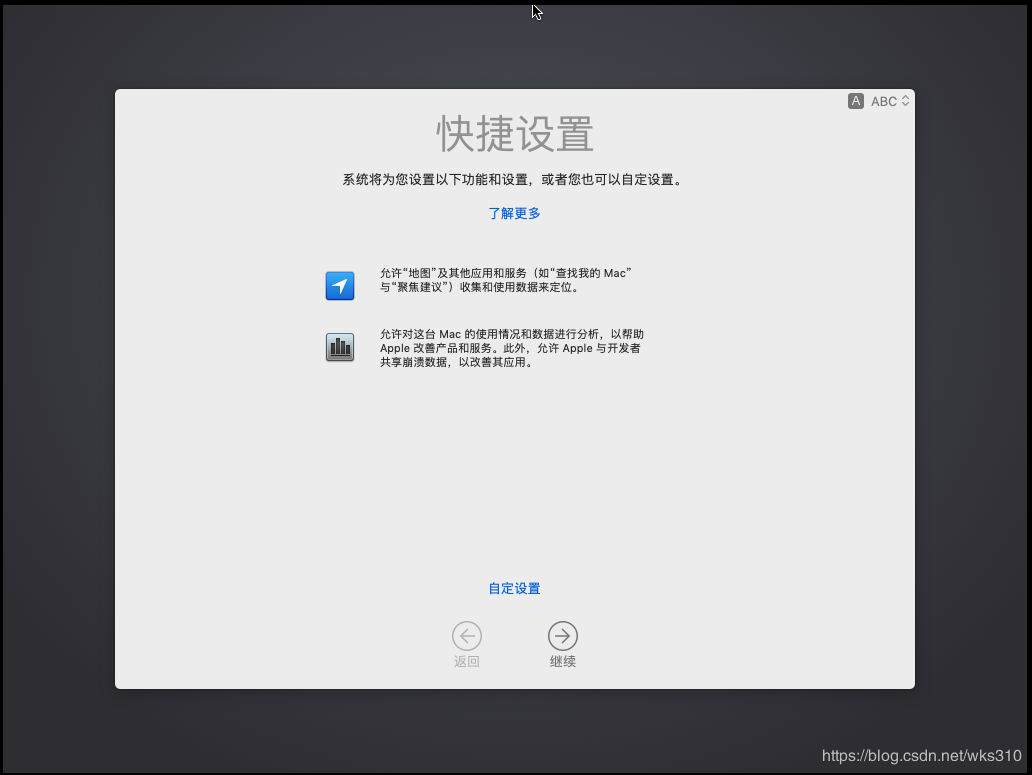 A ABC
快捷设置
系统将为您设置以下功能和设置，或者您也可以自定设置。
了解更多
允许“地图”及其他应用和服务（如“查找我的 Mac”
与“聚焦建议”）收集和使用数据来定位。
允许对这台 Mac 的使用情况和数据进行分析，以帮助
Apple 改善产品和服务。此外，允许 Apple 与开发者
共享崩溃数据，以改善其应用。
自定设置
返回 继续
https://blog.csdn.net/wks310